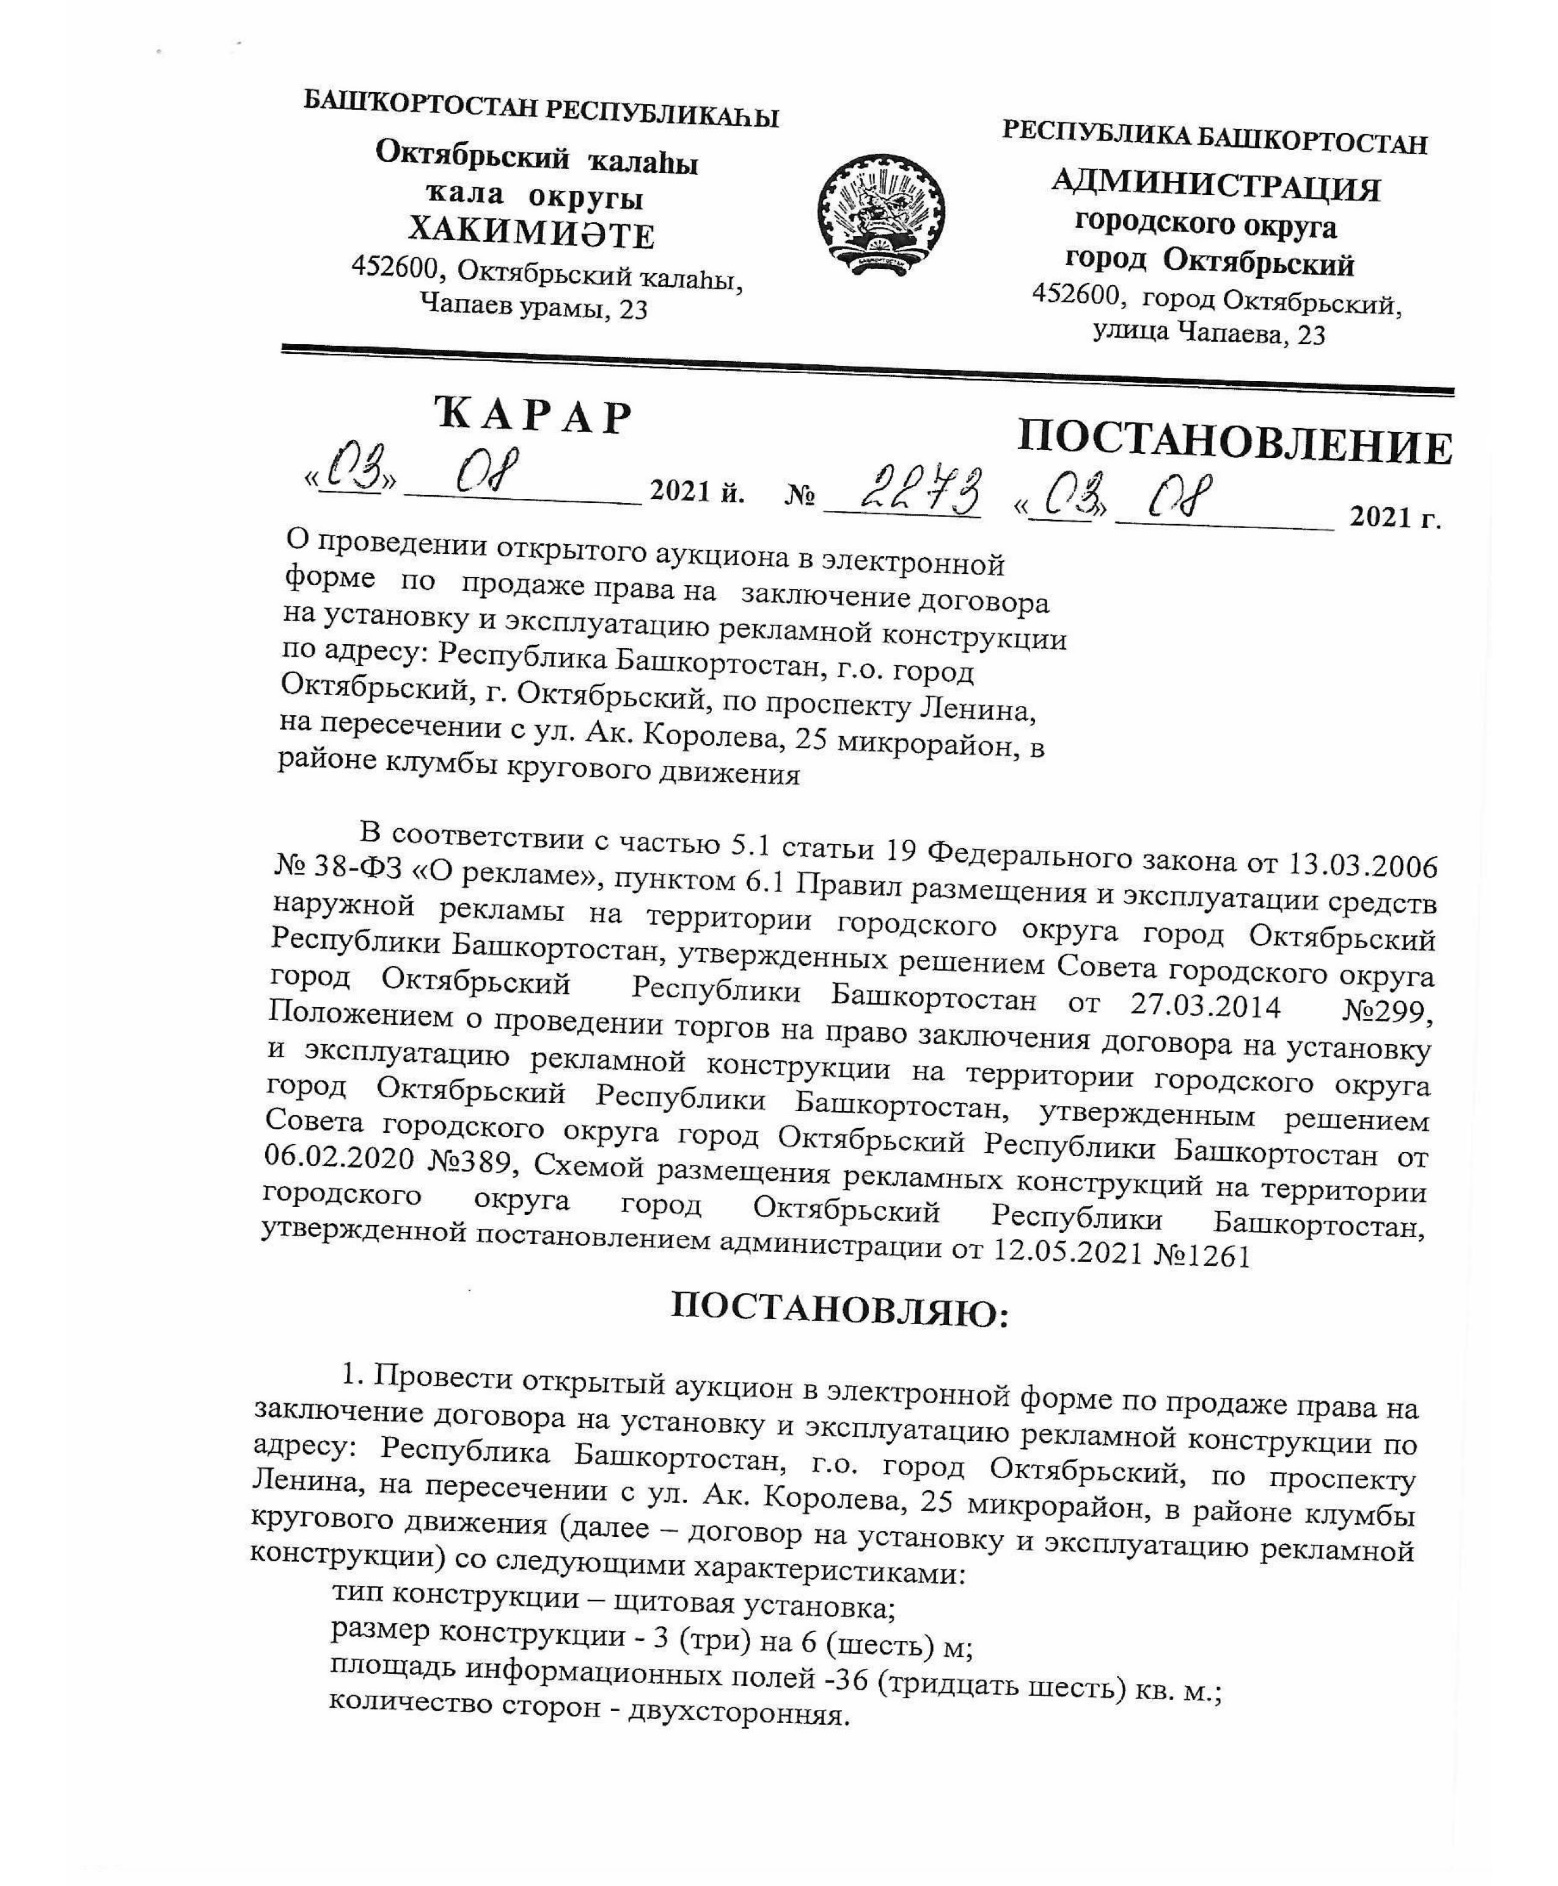 БАШҠОРТОСТАН РЕСПУБЛИКАҺЫ
Октябрьский ҡалаһы
ҡала округы
ХАКИМИӘТЕ
452600, Октябрьский ҡалаһы,
Чапаев урамы, 23
РЕСПУБЛИКА БАШКОРТОСТАН
АДМИНИСТРАЦИЯ
городского округа
город Октябрьский
452600, город Октябрьский,
улица Чапаева, 23
ҠАРАР
ПОСТАНОВЛЕНИЕ
«03» 08 2021 й. № 2273 «03» 08 2021 г.
О проведении открытого аукциона в электронной
форме по продаже права на заключение договора
на установку и эксплуатацию рекламной конструкции
по адресу: Республика Башкортостан, г.о. город
Октябрьский, г. Октябрьский, по проспекту Ленина,
на пересечении с ул. Ак. Королева, 25 микрорайон, в
районе клумбы кругового движения
В соответствии с частью 5.1 статьи 19 Федерального закона от 13.03.2006
№ 38-ФЗ «О рекламе», пунктом 6.1 Правил размещения и эксплуатации средств
наружной рекламы на территории городского округа город Октябрьский
Республики Башкортостан, утвержденных решением Совета городского округа
город Октябрьский Республики Башкортостан от 27.03.2014 №299,
Положением о проведении торгов на право заключения договора на установку
и эксплуатацию рекламной конструкции на территории городского округа
город Октябрьский Республики Башкортостан, утвержденным решением
Совета городского округа город Октябрьский Республики Башкортостан от
06.02.2020 №389, Схемой размещения рекламных конструкций на территории
городского округа город Октябрьский Республики Башкортостан,
утвержденной постановлением администрации от 12.05.2021 №1261
ПОСТАНОВЛЯЮ:
1. Провести открытый аукцион в электронной форме по продаже права на
заключение договора на установку и эксплуатацию рекламной конструкции по
адресу: Республика Башкортостан, г.о. город Октябрьский, по проспекту
Ленина, на пересечении с ул. Ак. Королева, 25 микрорайон, в районе клумбы
кругового движения (далее – договор на установку и эксплуатацию рекламной
конструкции) со следующими характеристиками:
тип конструкции – щитовая установка;
размер конструкции - 3 (три) на 6 (шесть) м;
площадь информационных полей -36 (тридцать шесть) кв. м.;
количество сторон - двухсторонняя.